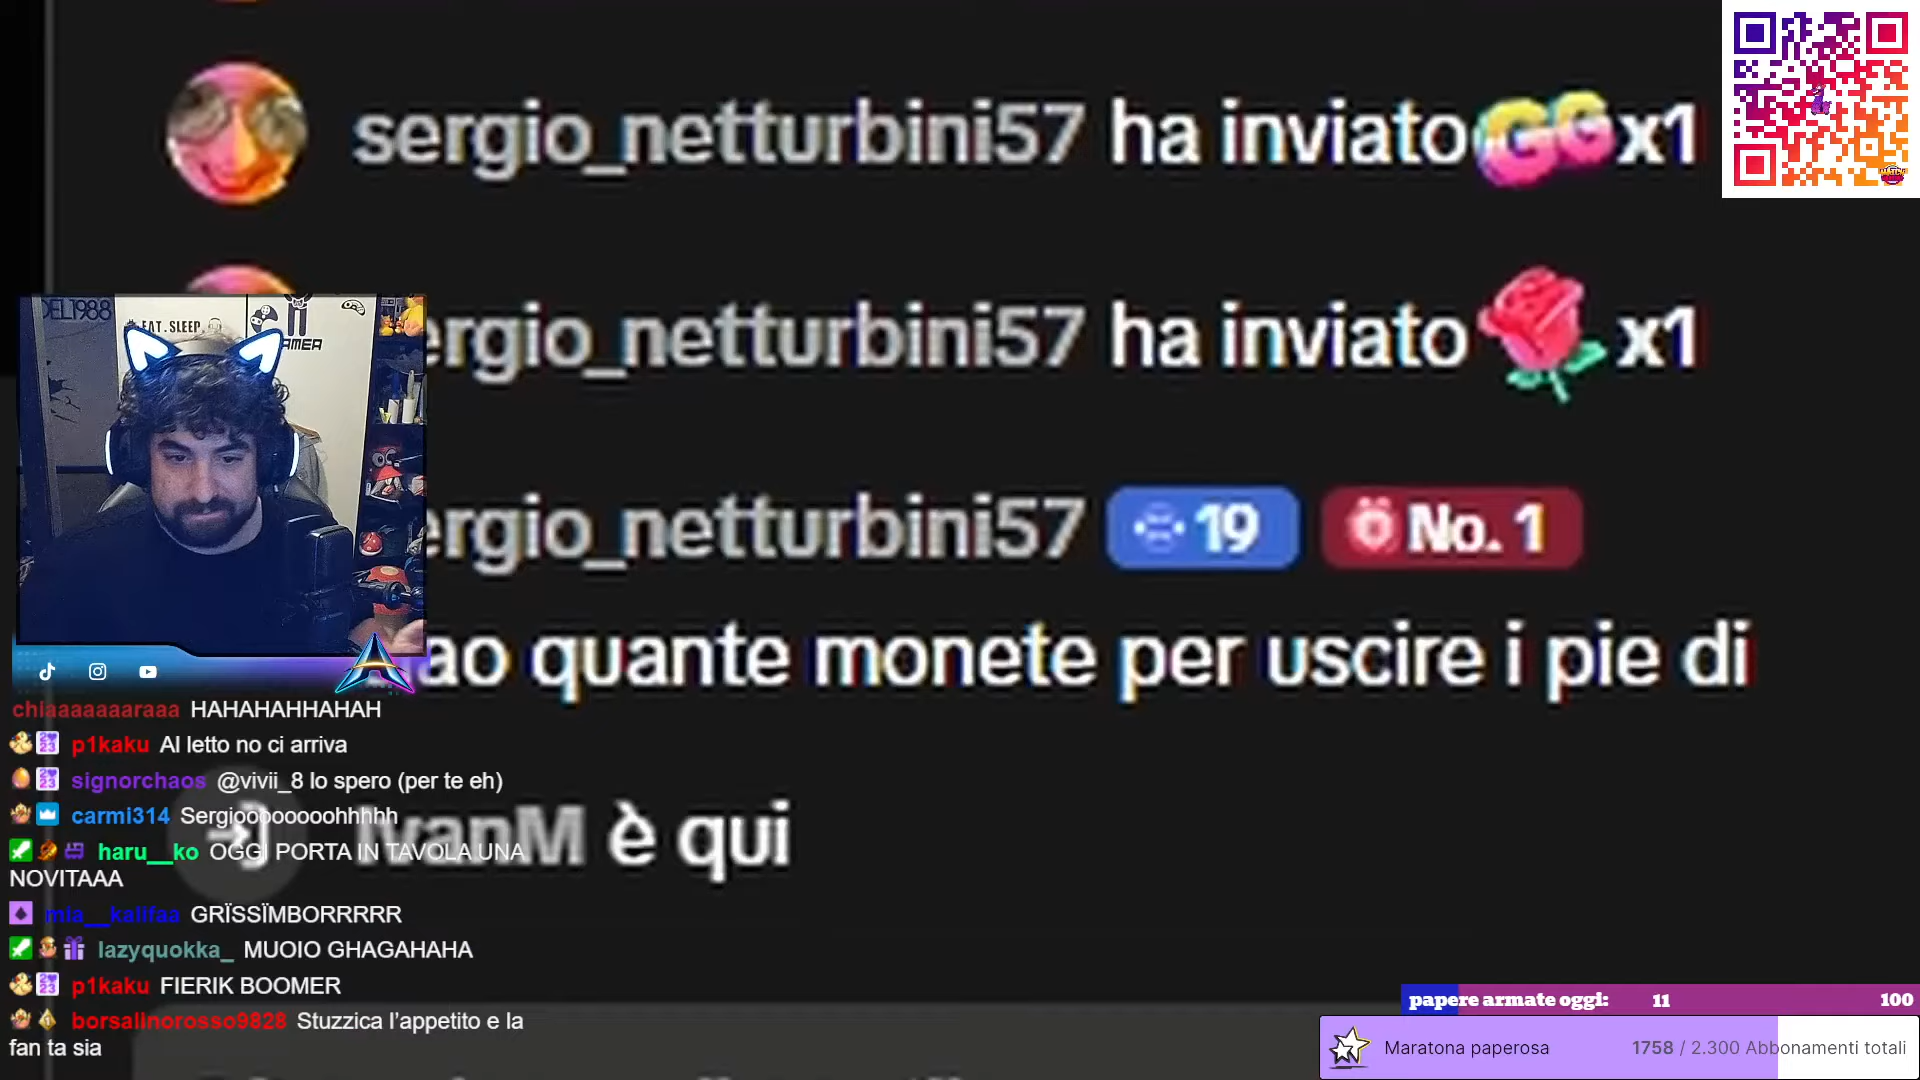 sergio_netturbini57 ha inviato GG x1
ergio_netturbini57 ha inviato x1
ergio_netturbini57 19 No. 1
ao quante monete per uscire i pie di
IvanM è qui
DEL1988
EAT.SLEEP
GAMER
chiaaaaaaaraaa HAHAHAHHAHAH
p1kaku Al letto no ci arriva
signorchaos @vivii_8 lo spero (per te eh)
carmi314 Sergiooooooohhhhh
haru__ko OGGI PORTA IN TAVOLA UNA
NOVITAAA
mia__kalifaa GRÏSSÏMBORRRRR
lazyquokka_ MUOIO GHAGAHAHA
p1kaku FIERIK BOOMER
borsalinorosso9828 Stuzzica l'appetito e la
fan ta sia
papere armate oggi: 11 100
Maratona paperosa 1758 / 2.300 Abbonamenti totali